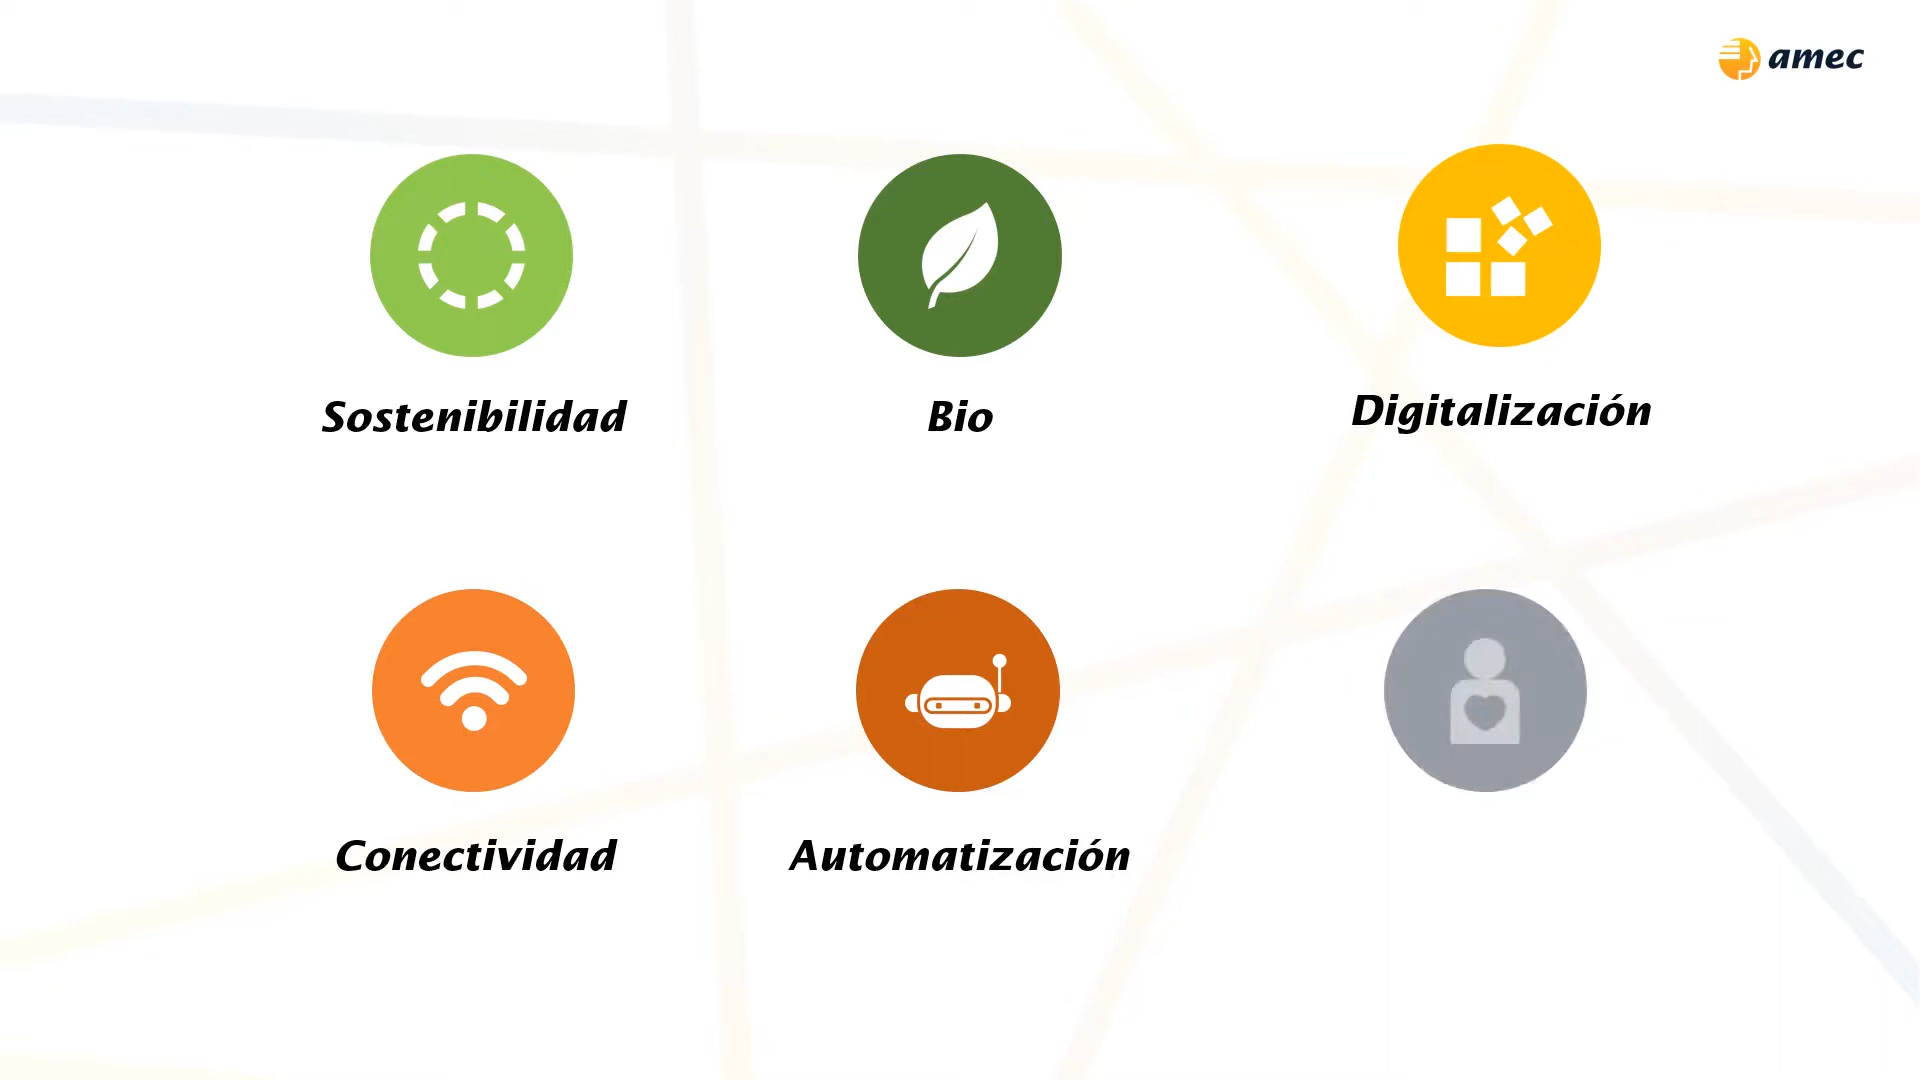 amec
Sostenibilidad
Bio
Digitalización
Conectividad
Automatización